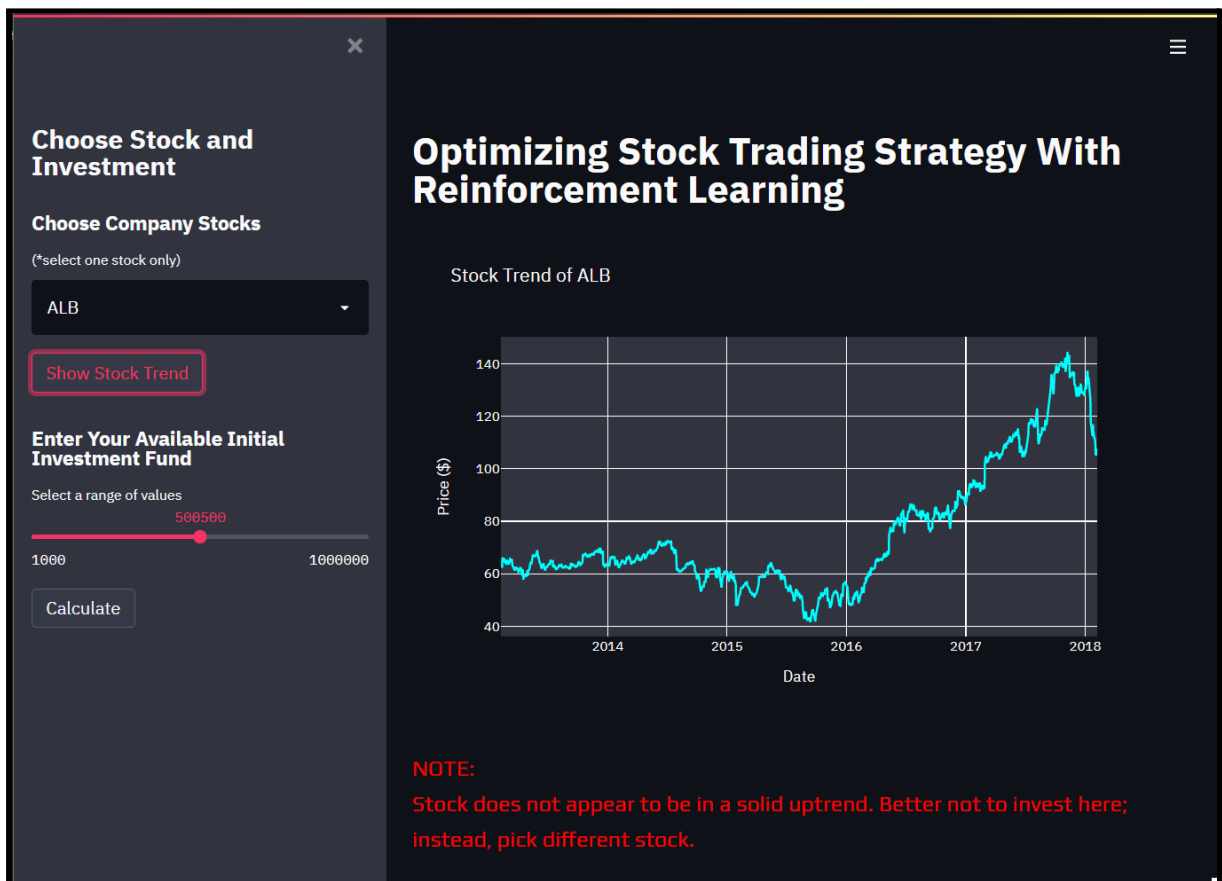 Choose Stock and
Investment
Choose Company Stocks
(*select one stock only)
ALB
Show Stock Trend
Enter Your Available Initial
Investment Fund
Select a range of values
500500
1000 1000000
Calculate
Optimizing Stock Trading Strategy With
Reinforcement Learning
Stock Trend of ALB
Price ($)
140
120
100
80
60
40
2014 2015 2016 2017 2018
Date
NOTE:
Stock does not appear to be in a solid uptrend. Better not to invest here;
instead, pick different stock.